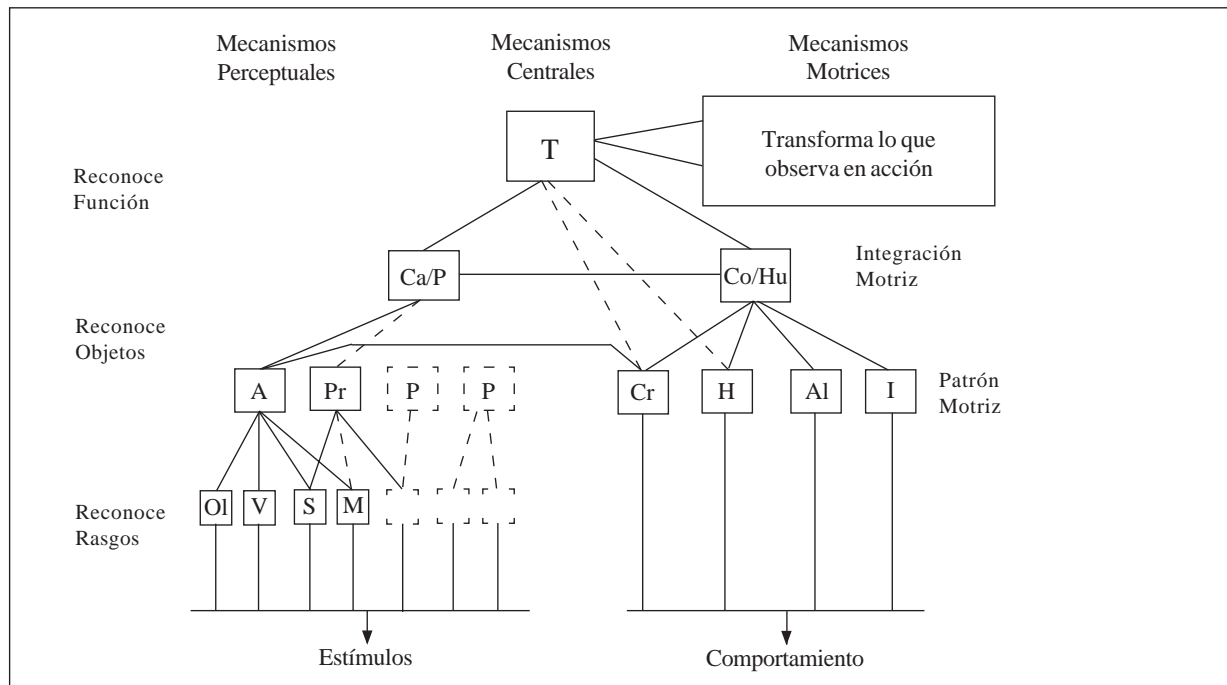 Mecanismos
Perceptuales
Mecanismos
Centrales
Mecanismos
Motrices
T
Transforma lo que
observa en acción
Reconoce
Función
Ca/P
Co/Hu
Integración
Motriz
Reconoce
Objetos
A
Pr
P
P
Cr
H
Al
I
Patrón
Motriz
Ol
V
S
M
Reconoce
Rasgos
Estímulos
Comportamiento